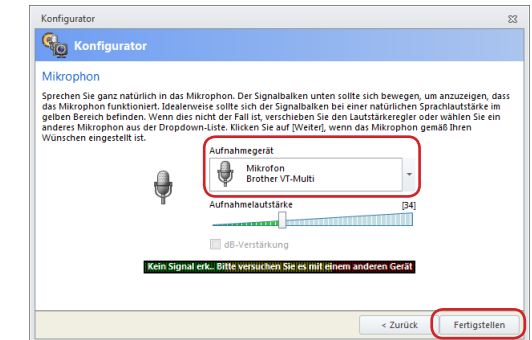 Konfigurator
Konfigurator
Mikrophon
Sprechen Sie ganz natürlich in das Mikrophon. Der Signalbalken unten sollte sich bewegen, um anzuzeigen, dass
das Mikrophon funktioniert. Idealerweise sollte sich der Signalbalken bei einer natürlichen Sprachlautstärke im
gelben Bereich befinden. Wenn dies nicht der Fall ist, verschieben Sie den Lautstärkeregler oder wählen Sie ein
anderes Mikrophon aus der Dropdown-Liste. Klicken Sie auf [Weiter], wenn das Mikrophon gemäß Ihren
Wünschen eingestellt ist.
Aufnahmegerät
Mikrofon
Brother VT-Multi
Aufnahmelautstärke [34]
dB-Verstärkung
Kein Signal erk.. Bitte versuchen Sie es mit einem anderen Gerät
< Zurück Fertigstellen